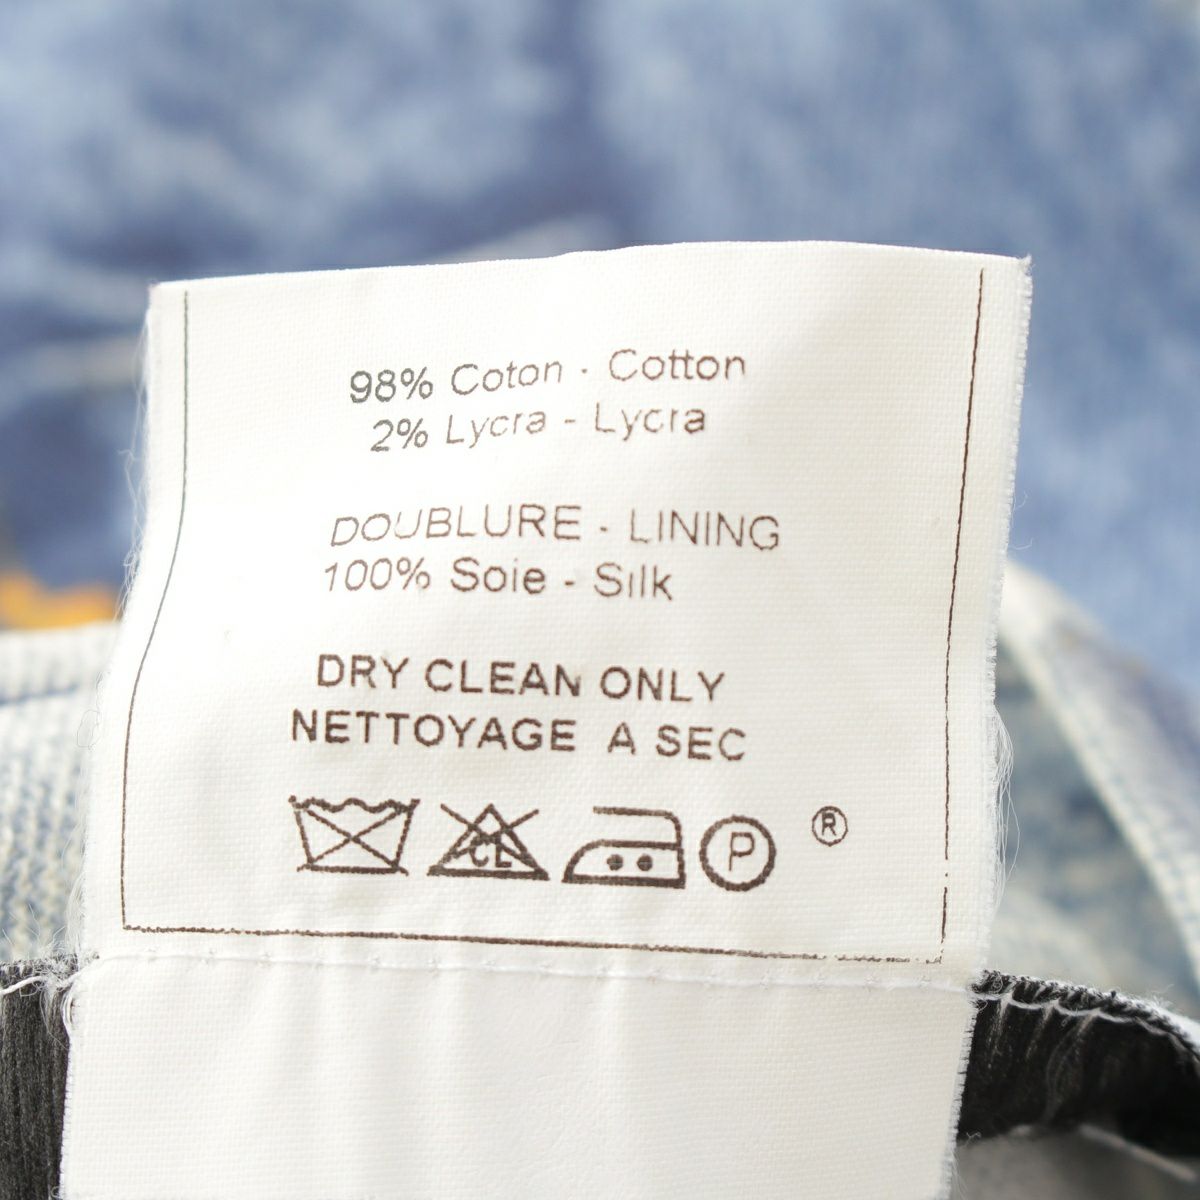 98% Coton - Cotton
2% Lycra - Lycra
DOUBLURE - LINING
100% Soie - Silk
DRY CLEAN ONLY
NETTOYAGE A SEC
CL P ®